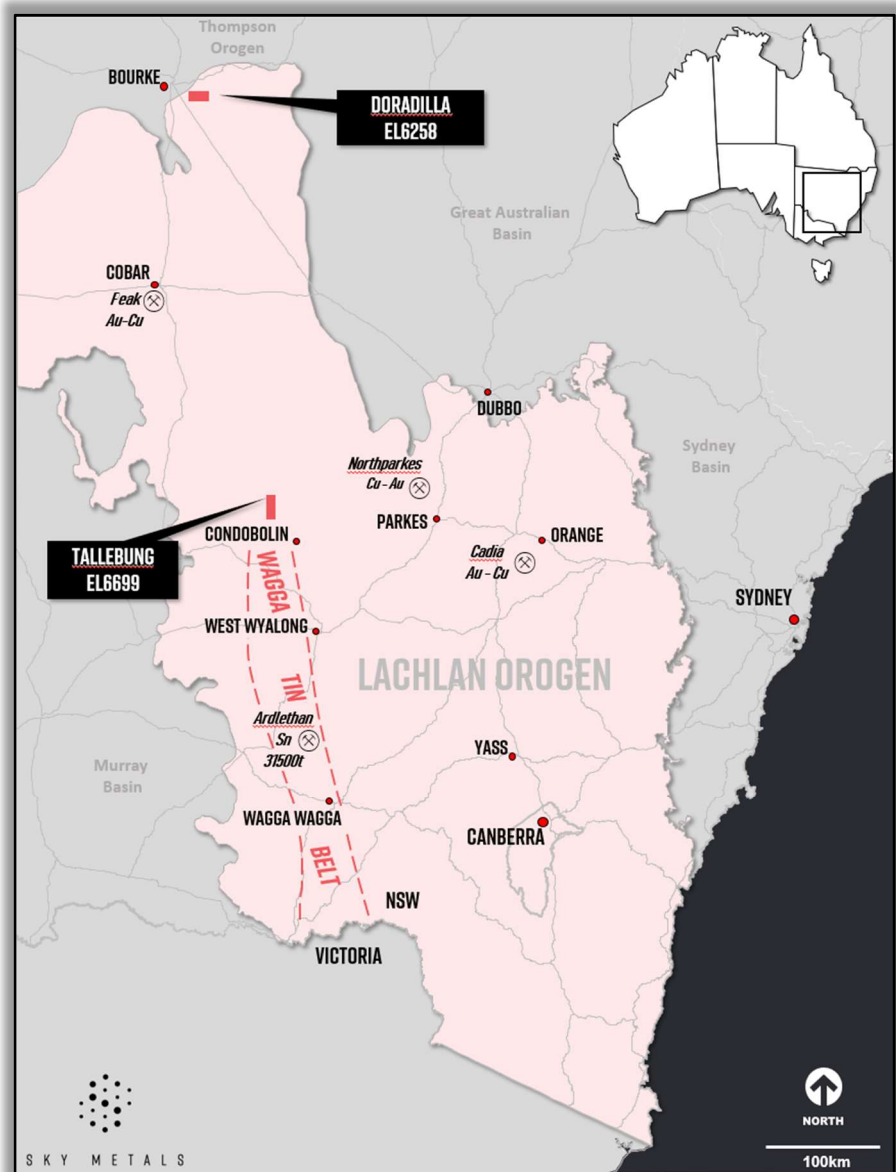 Thompson
Orogen
BOURKE
DORADILLA
EL6258
Great Australian
Basin
COBAR
Feak
Au-Cu
DUBBO
Sydney
Basin
Northparkes
Cu - Au
PARKES
ORANGE
CONDOBOLIN
Cadia
Au - Cu
TALLEBUNG
EL6699
WAGGA
SYDNEY
WEST WYALONG
LACHLAN OROGEN
TIN
Ardlethan
Sn
31500t
YASS
Murray
Basin
WAGGA WAGGA
CANBERRA
BELT
NSW
VICTORIA
NORTH
SKY METALS
100km